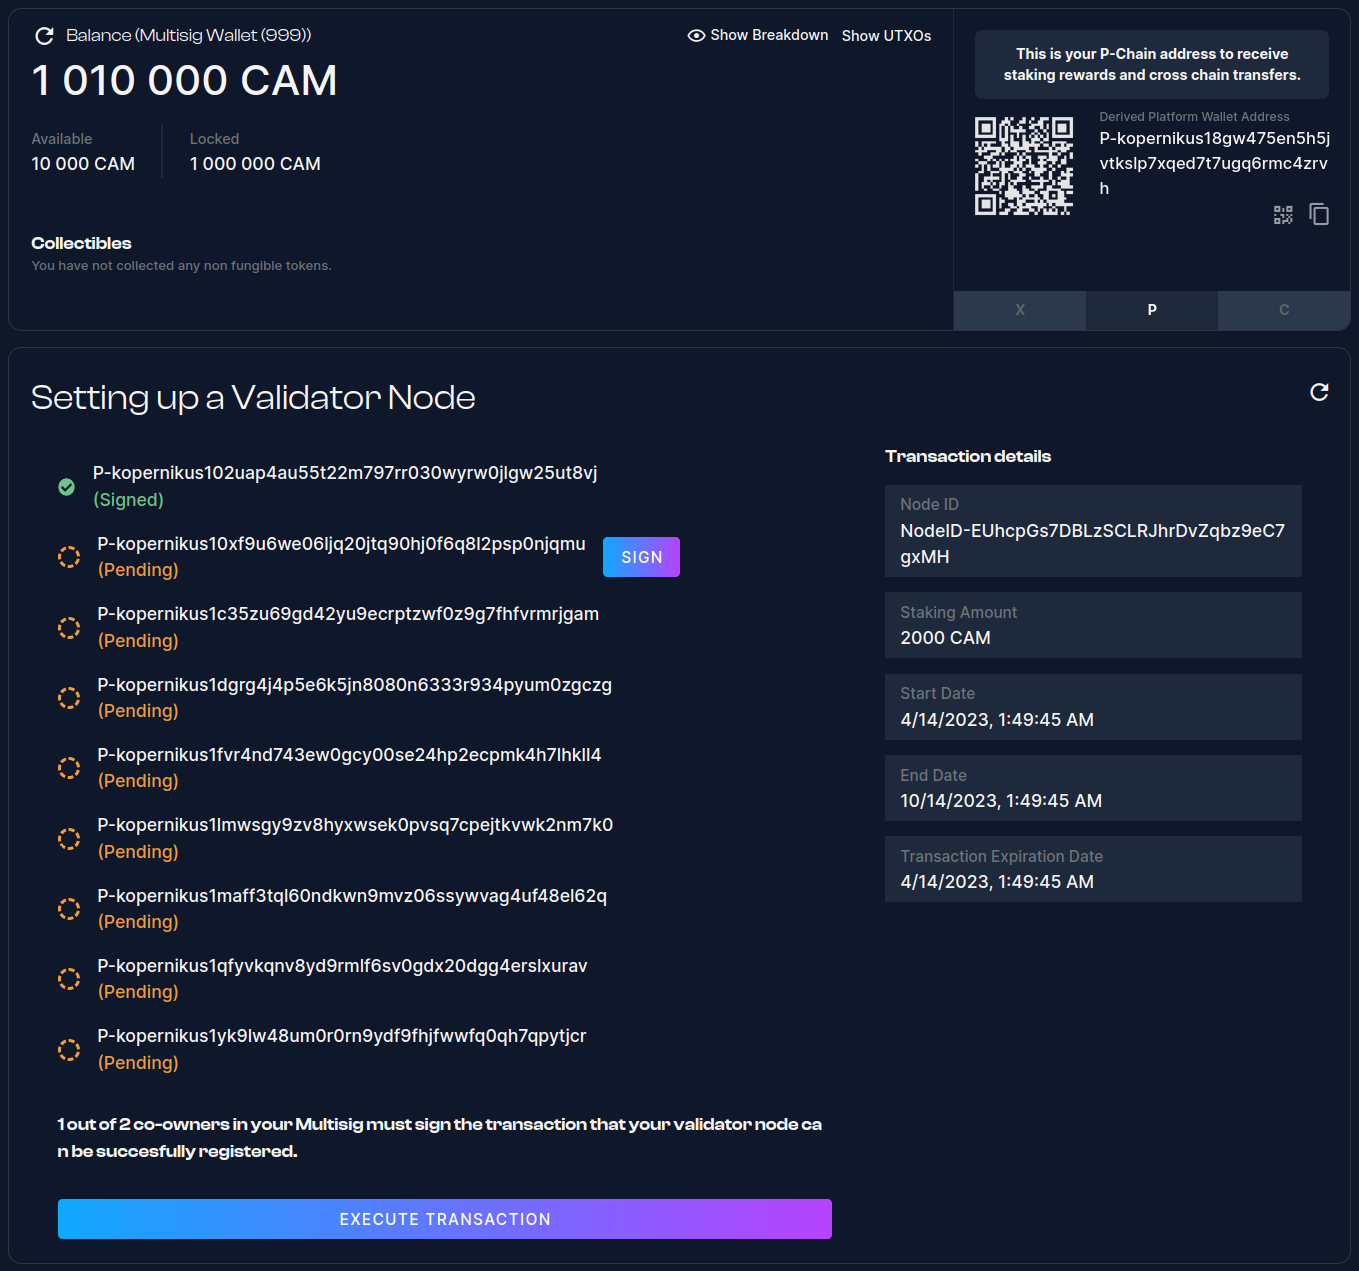 Balance (Multisig Wallet (999))
Show Breakdown
Show UTXOs
1 010 000 CAM
Available
10 000 CAM
Locked
1 000 000 CAM
Collectibles
You have not collected any non fungible tokens.
This is your P-Chain address to receive
staking rewards and cross chain transfers.
Derived Platform Wallet Address
P-kopernikus18gw475en5h5j
vtkslp7xqed7t7ugq6rmc4zrv
h
X
P
C
Setting up a Validator Node
P-kopernikus102uap4au55t22m797rr030wyrw0jlgw25ut8vj
(Signed)
P-kopernikus10xf9u6we06ljq20jtq90hj0f6q8l2psp0njqmu
(Pending)
SIGN
P-kopernikus1c35zu69gd42yu9ecrptzwf0z9g7fhfvrmrjgam
(Pending)
P-kopernikus1dgrg4j4p5e6k5jn8080n6333r934pyum0zgczg
(Pending)
P-kopernikus1fvr4nd743ew0gcy00se24hp2ecpmk4h7lhkll4
(Pending)
P-kopernikus1lmwsgy9zv8hyxwsek0pvsq7cpejtkvwk2nm7k0
(Pending)
P-kopernikus1maff3tql60ndkwn9mvz06ssywvag4uf48el62q
(Pending)
P-kopernikus1qfyvkqnv8yd9rmlf6sv0gdx20dgg4erslxurav
(Pending)
P-kopernikus1yk9lw48um0r0rn9ydf9fhjfwwfq0qh7qpytjcr
(Pending)
1 out of 2 co-owners in your Multisig must sign the transaction that your validator node ca
n be succesfully registered.
EXECUTE TRANSACTION
Transaction details
Node ID
NodeID-EUhcpGs7DBLzSCLRJhrDvZqbz9eC7
gxMH
Staking Amount
2000 CAM
Start Date
4/14/2023, 1:49:45 AM
End Date
10/14/2023, 1:49:45 AM
Transaction Expiration Date
4/14/2023, 1:49:45 AM